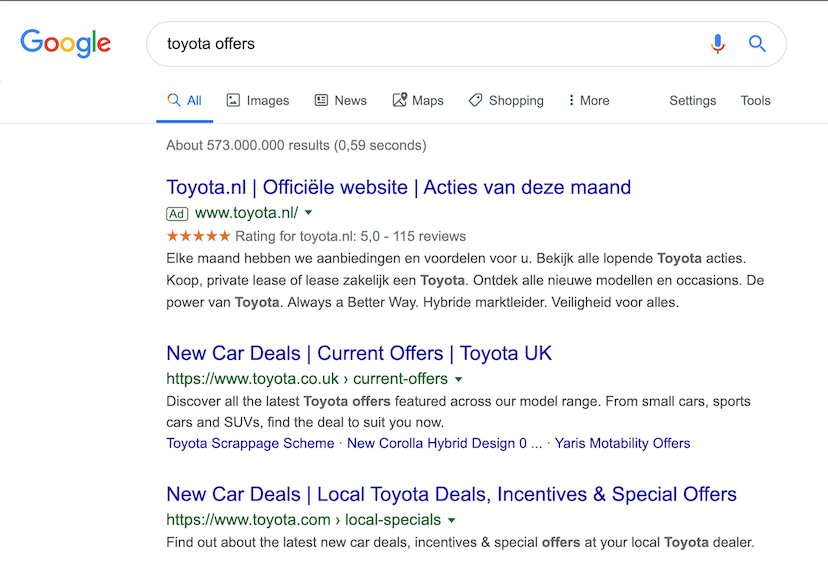 Google
toyota offers
All Images News Maps Shopping More Settings Tools
About 573.000.000 results (0,59 seconds)
Toyota.nl | Officiële website | Acties van deze maand
Ad www.toyota.nl/
Rating for toyota.nl: 5,0 - 115 reviews
Elke maand hebben we aanbiedingen en voordelen voor u. Bekijk alle lopende Toyota acties.
Koop, private lease of lease zakelijk een Toyota. Ontdek alle nieuwe modellen en occasions. De
power van Toyota. Always a Better Way. Hybride marktleider. Veiligheid voor alles.
New Car Deals | Current Offers | Toyota UK
https://www.toyota.co.uk › current-offers
Discover all the latest Toyota offers featured across our model range. From small cars, sports
cars and SUVs, find the deal to suit you now.
Toyota Scrappage Scheme · New Corolla Hybrid Design 0 ... · Yaris Motability Offers
New Car Deals | Local Toyota Deals, Incentives & Special Offers
https://www.toyota.com › local-specials
Find out about the latest new car deals, incentives & special offers at your local Toyota dealer.